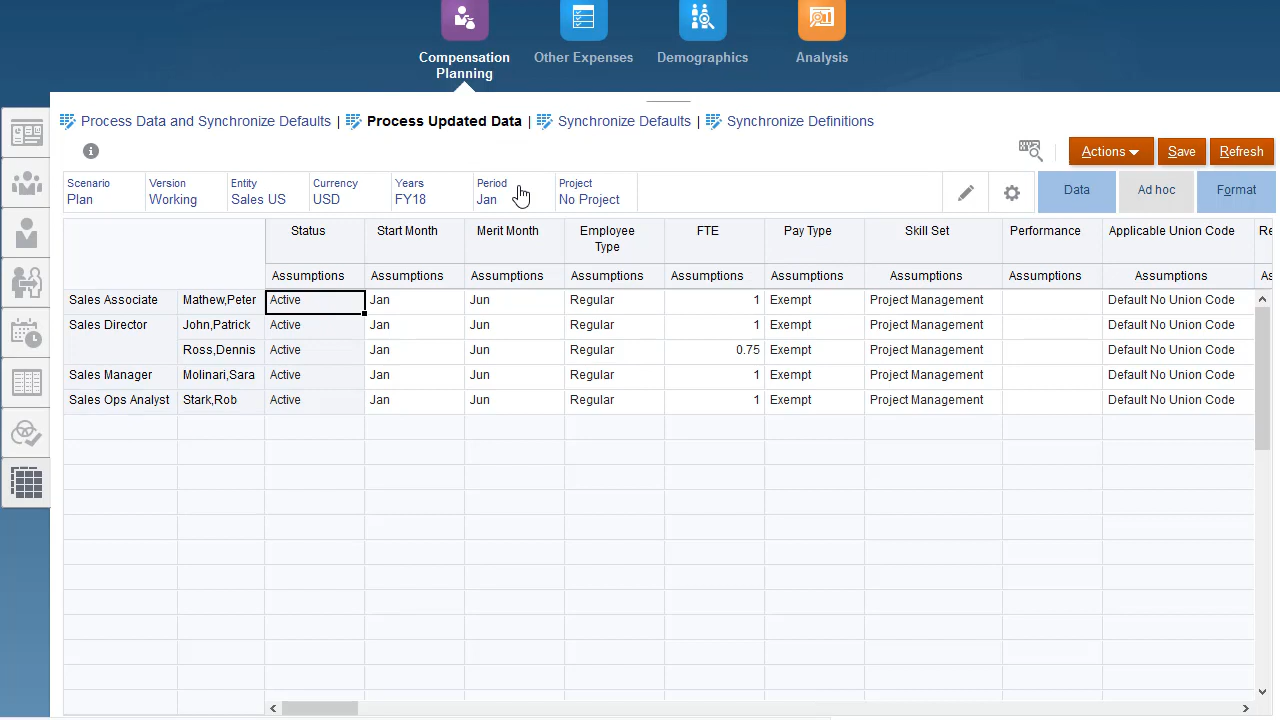 Compensation Planning Other Expenses Demographics Analysis
Process Data and Synchronize Defaults | Process Updated Data | Synchronize Defaults | Synchronize Definitions
Actions Save Refresh
Scenario Version Entity Currency Years Period Project
Plan Working Sales US USD FY18 Jan No Project
Data Ad hoc Format
Status Start Month Merit Month Employee Type FTE Pay Type Skill Set Performance Applicable Union Code Re
Assumptions Assumptions Assumptions Assumptions Assumptions Assumptions Assumptions Assumptions Assumptions As
Sales Associate Mathew,Peter Active Jan Jun Regular 1 Exempt Project Management Default No Union Code
Sales Director John,Patrick Active Jan Jun Regular 1 Exempt Project Management Default No Union Code
Ross,Dennis Active Jan Jun Regular 0.75 Exempt Project Management Default No Union Code
Sales Manager Molinari,Sara Active Jan Jun Regular 1 Exempt Project Management Default No Union Code
Sales Ops Analyst Stark,Rob Active Jan Jun Regular 1 Exempt Project Management Default No Union Code